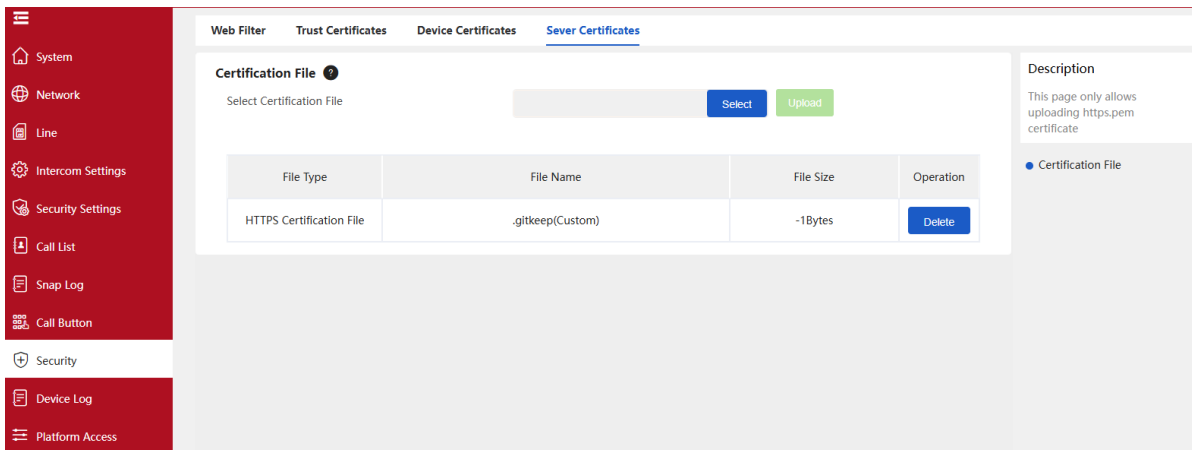 Web Filter Trust Certificates Device Certificates Sever Certificates
System
Network
Line
Intercom Settings
Security Settings
Call List
Snap Log
Call Button
Security
Device Log
Platform Access
Certification File ?
Select Certification File Select Upload
File Type File Name File Size Operation
HTTPS Certification File .gitkeep(Custom) -1Bytes Delete
Description
This page only allows
uploading https.pem
certificate
Certification File